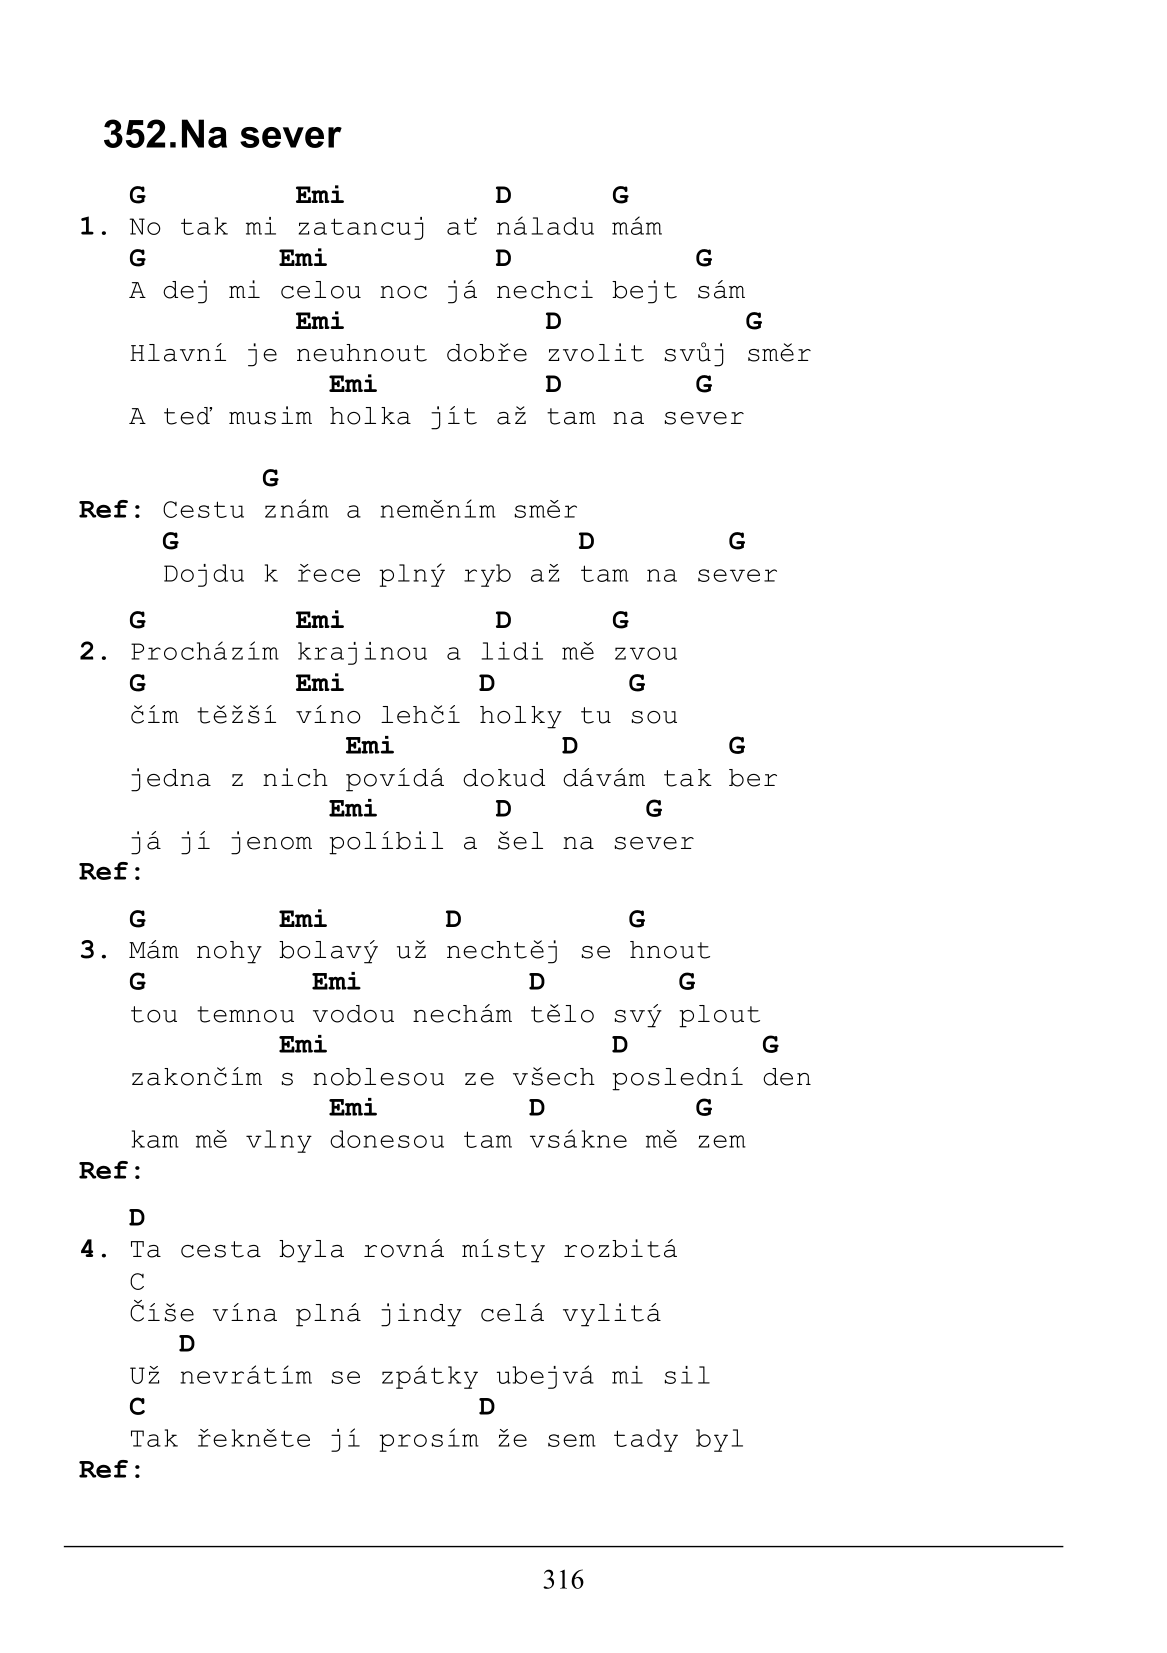 352.Na sever
   G         Emi         D      G
1. No tak mi zatancuj ať náladu mám
   G        Emi          D           G
   A dej mi celou noc já nechci bejt sám
             Emi            D           G
   Hlavní je neuhnout dobře zvolit svůj směr
               Emi          D        G
   A teď musim holka jít až tam na sever
           G
Ref: Cestu znám a neměním směr
     G                        D        G
     Dojdu k řece plný ryb až tam na sever
   G         Emi         D      G
2. Procházím krajinou a lidi mě zvou
   G         Emi        D        G
   čím těžší víno lehčí holky tu sou
                Emi          D         G
   jedna z nich povídá dokud dávám tak ber
               Emi       D        G
   já jí jenom políbil a šel na sever
Ref:
   G        Emi       D          G
3. Mám nohy bolavý už nechtěj se hnout
   G          Emi          D        G
   tou temnou vodou nechám tělo svý plout
            Emi                 D        G
   zakončím s noblesou ze všech poslední den
               Emi         D         G
   kam mě vlny donesou tam vsákne mě zem
Ref:
   D
4. Ta cesta byla rovná místy rozbitá
   C
   Číše vína plná jindy celá vylitá
      D
   Už nevrátím se zpátky ubejvá mi sil
   C                    D
   Tak řekněte jí prosím že sem tady byl
Ref:
316